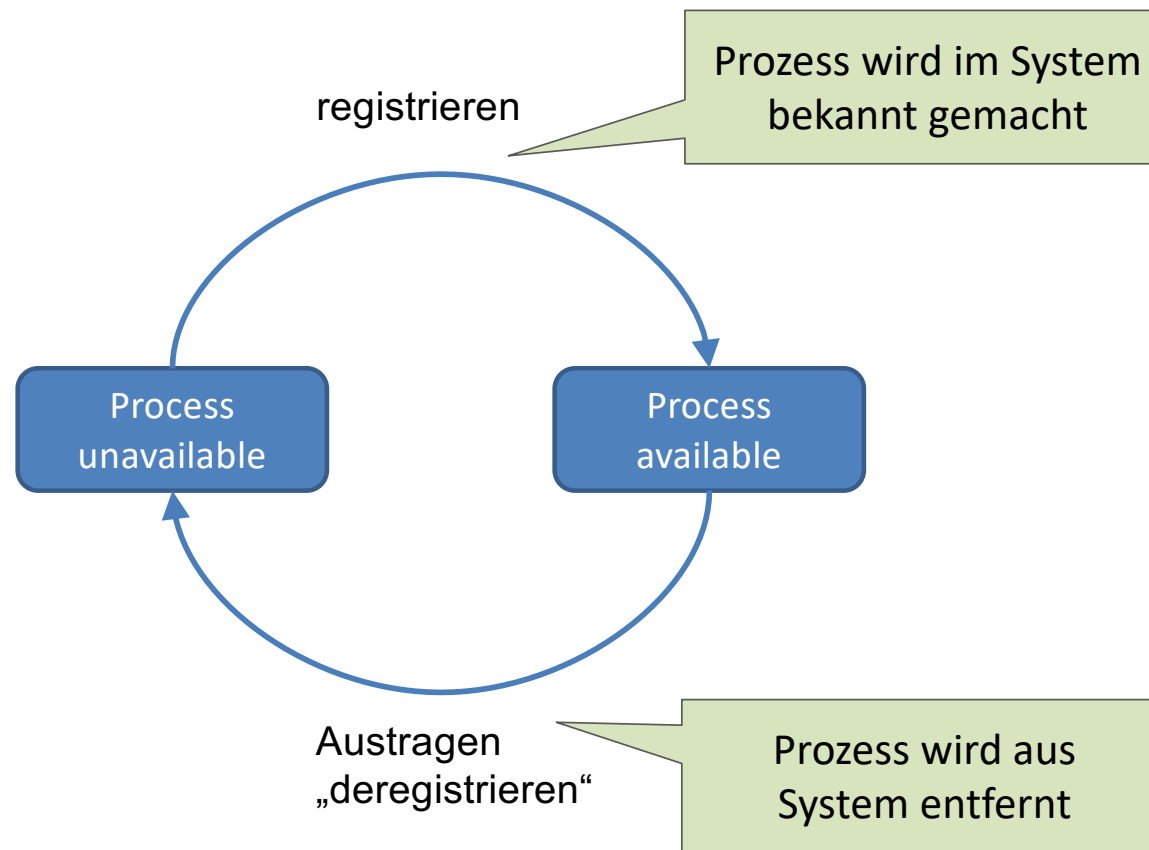 Prozess wird im System
bekannt gemacht
registrieren
Process
unavailable
Process
available
Austragen
„deregistrieren“
Prozess wird aus
System entfernt